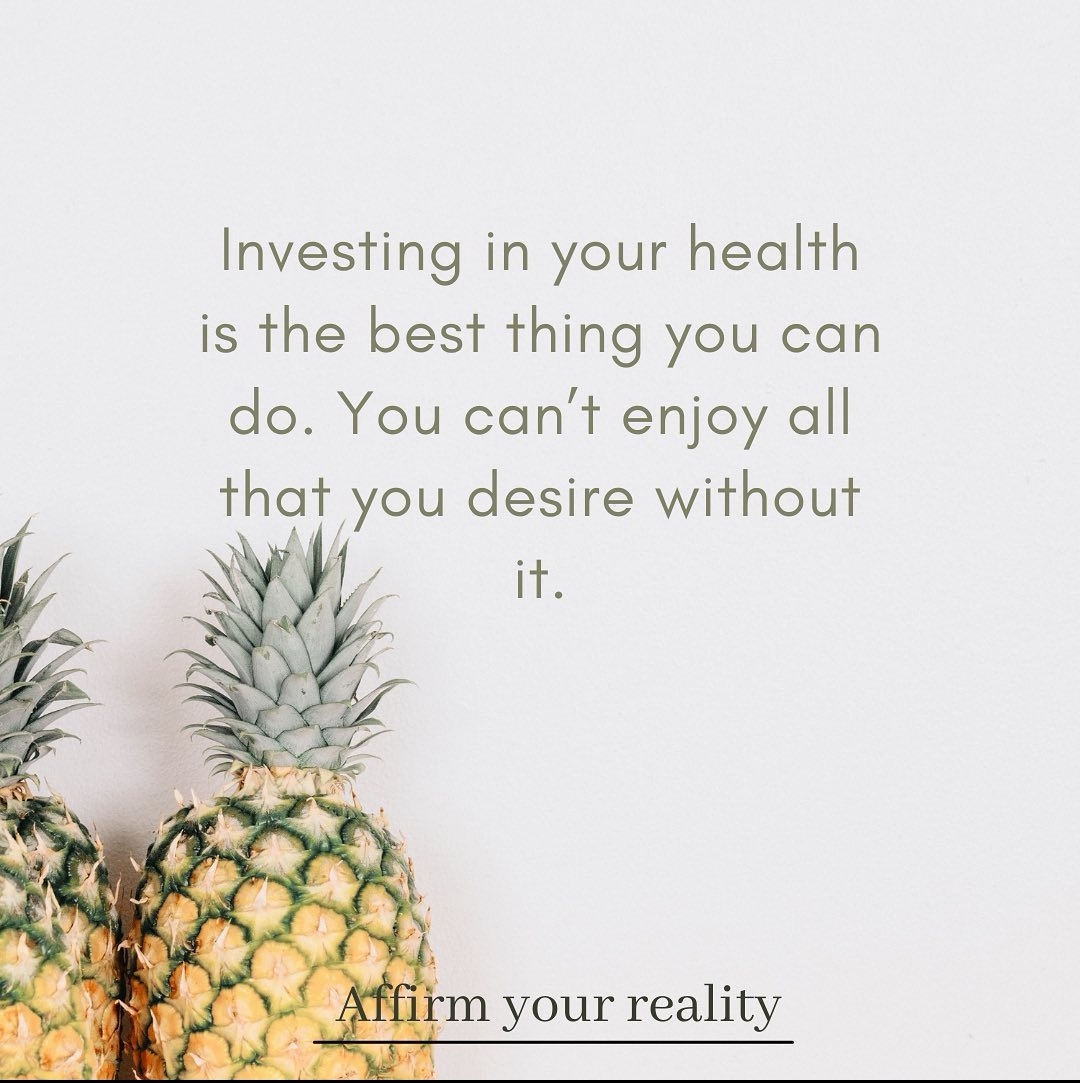 Investing in your health
is the best thing you can
do. You can’t enjoy all
that you desire without
it.
Affirm your reality